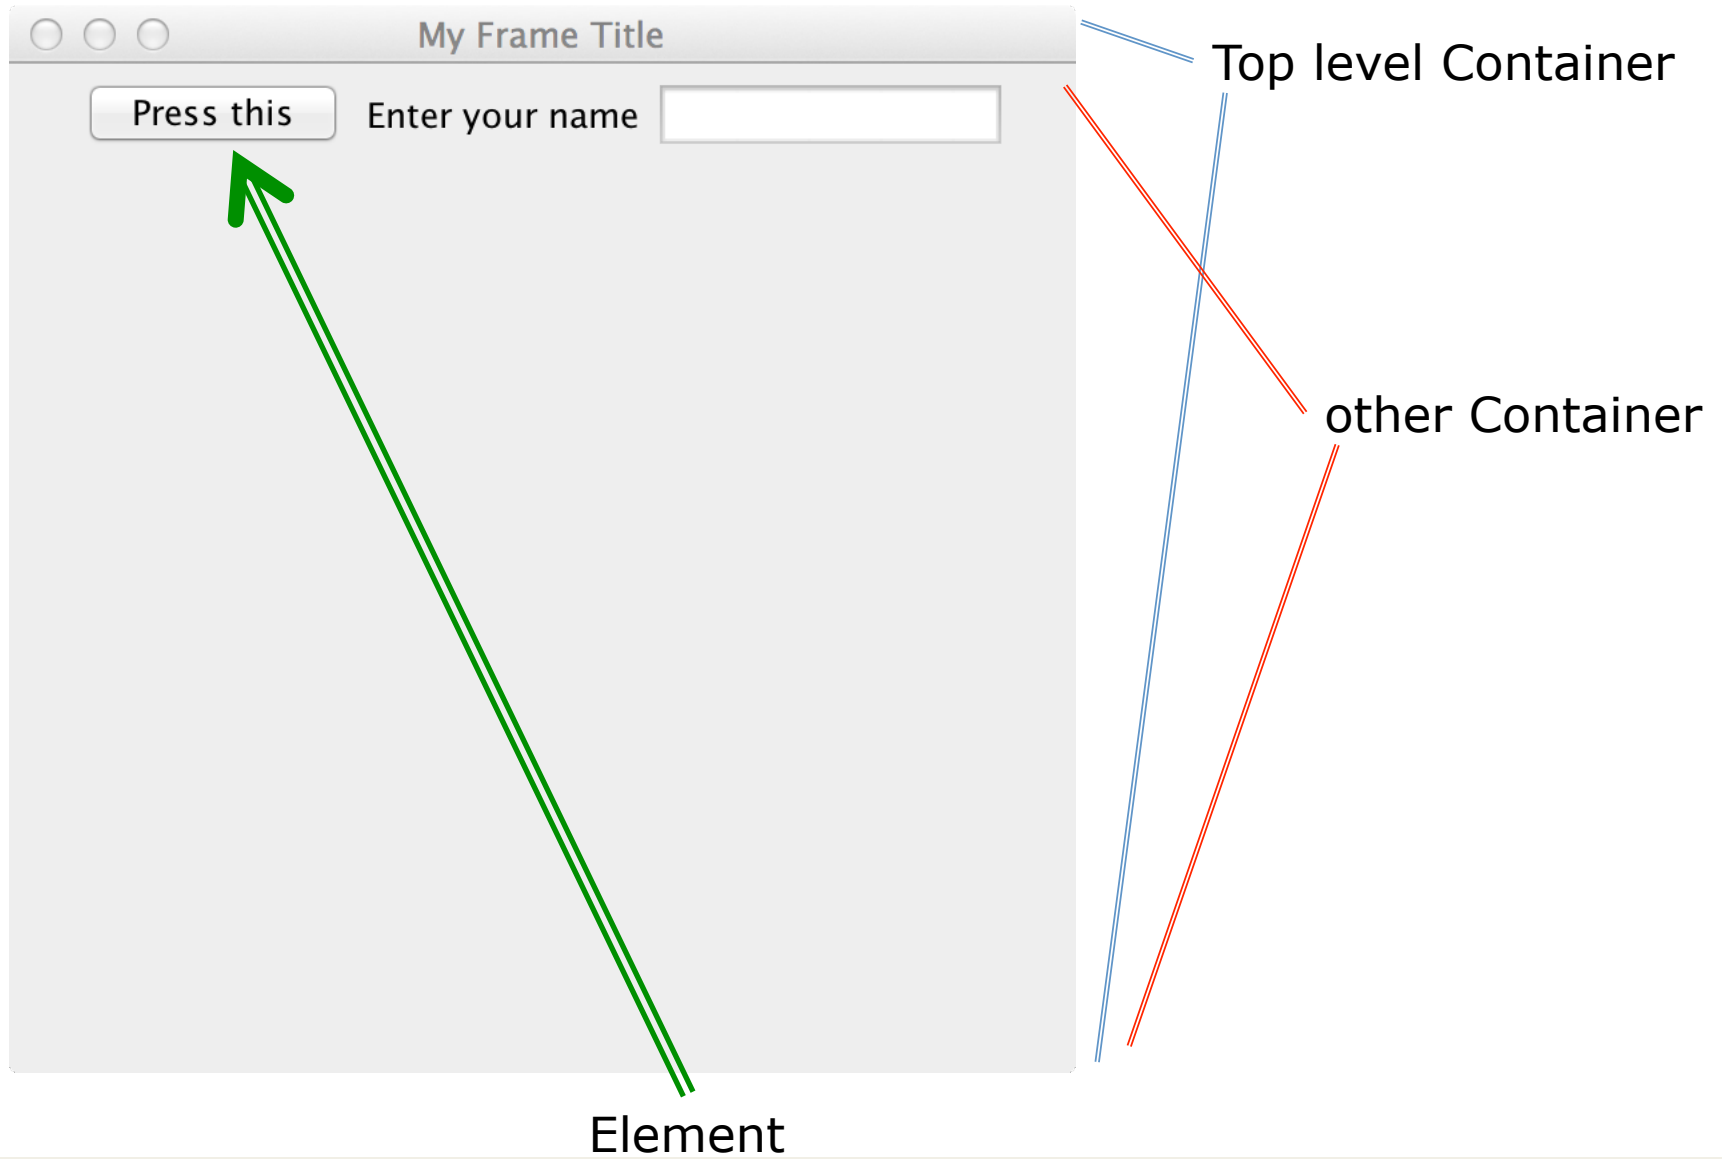 My Frame Title
Top level Container
Press this
Enter your name
other Container
Element